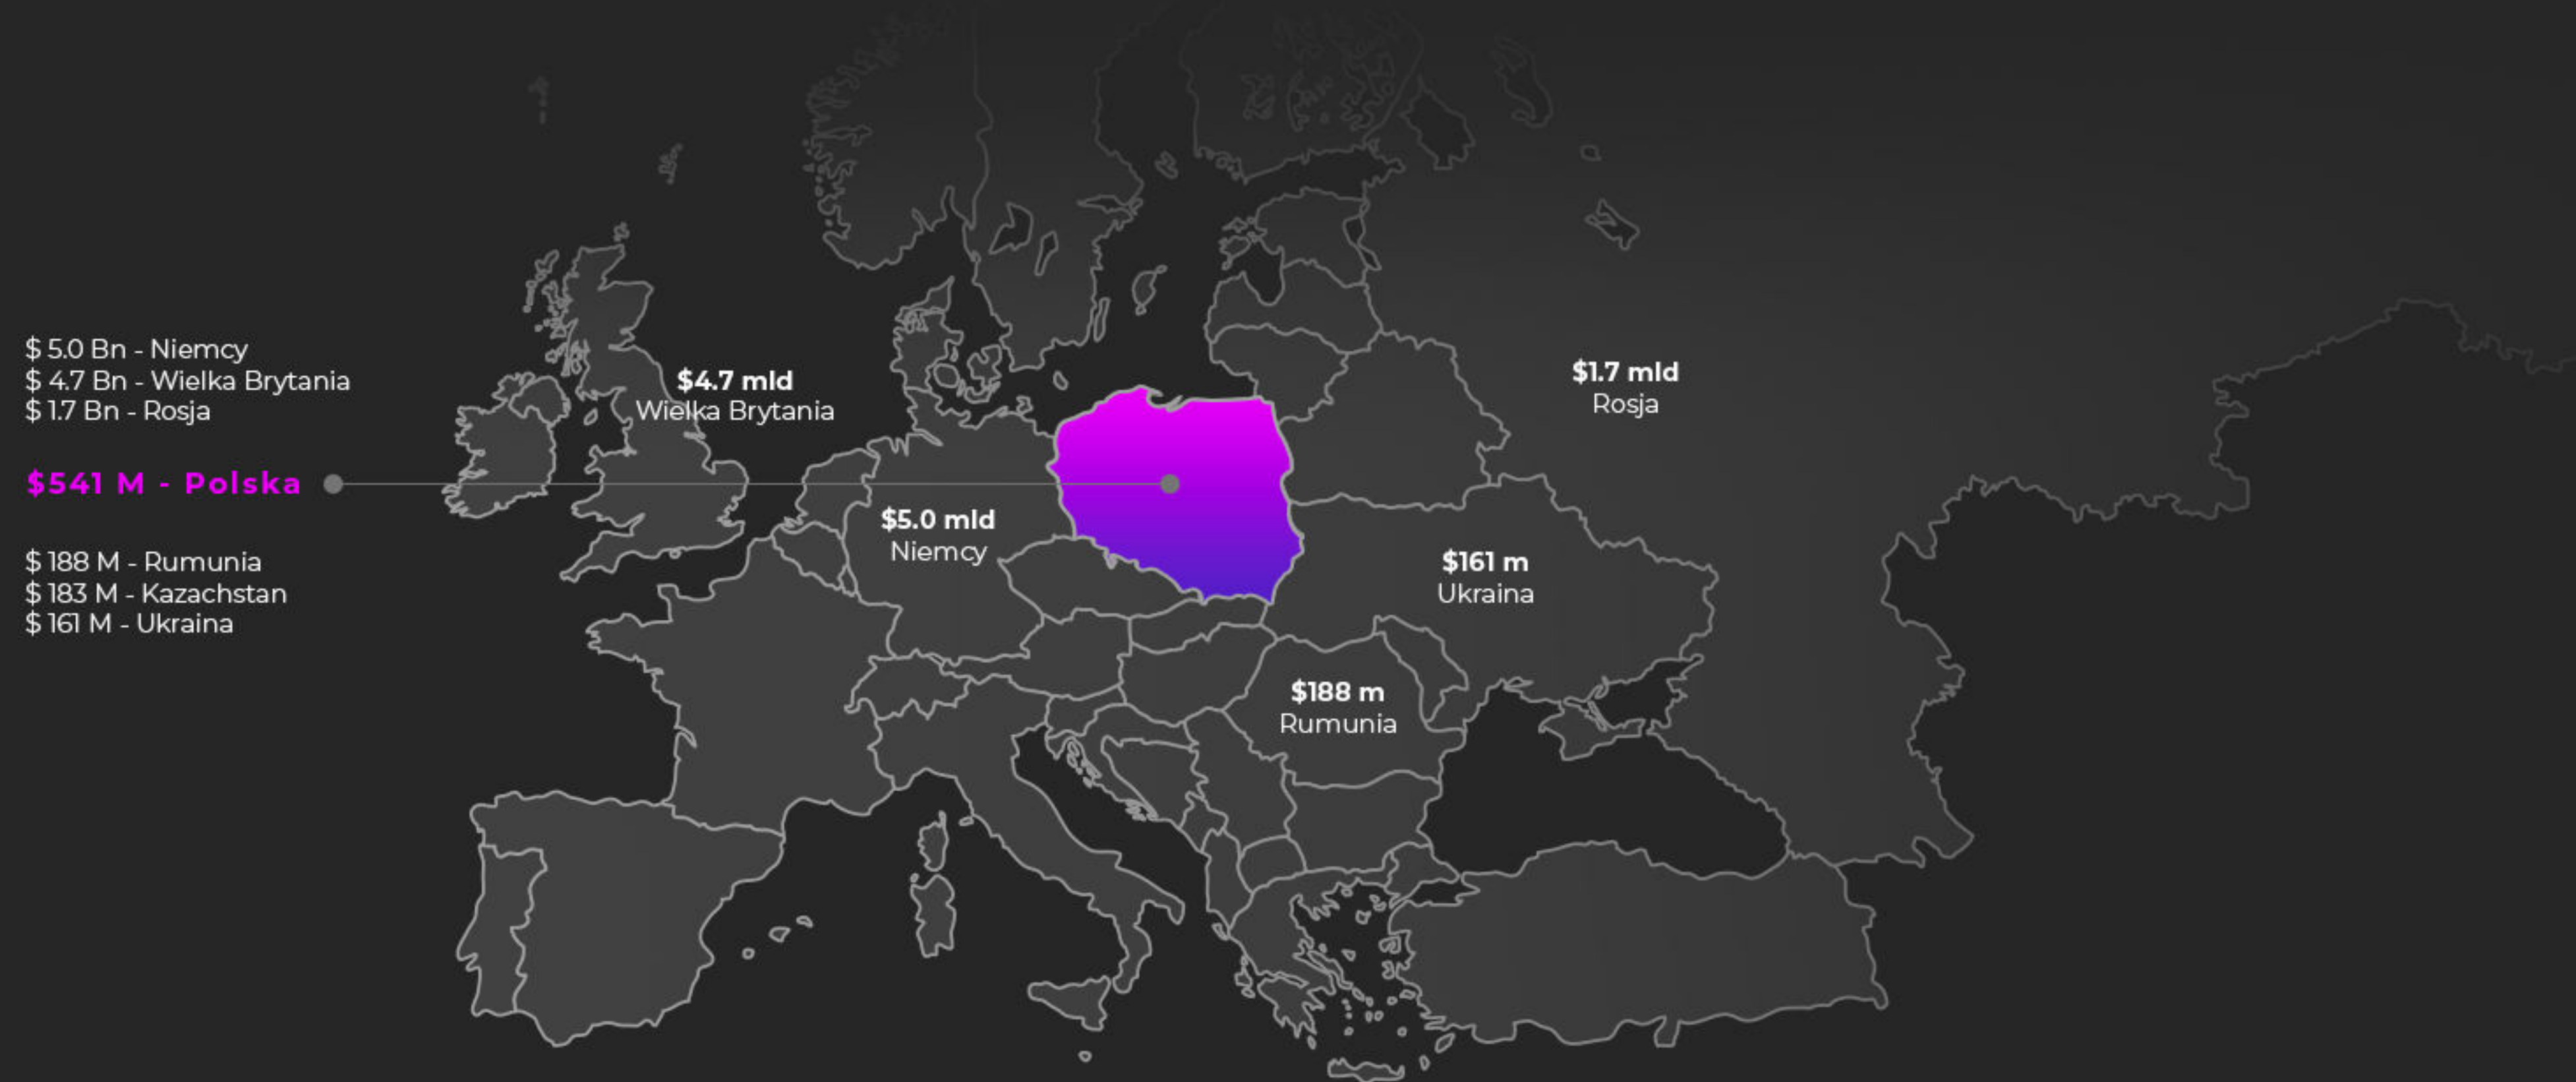 $ 5.0 Bn - Niemcy
$ 4.7 Bn - Wielka Brytania
$ 1.7 Bn - Rosja
$541 M - Polska
$ 188 M - Rumunia
$ 183 M - Kazachstan
$ 161 M - Ukraina
$4.7 mld
Wielka Brytania
$1.7 mld
Rosja
$5.0 mld
Niemcy
$161 m
Ukraina
$188 m
Rumunia